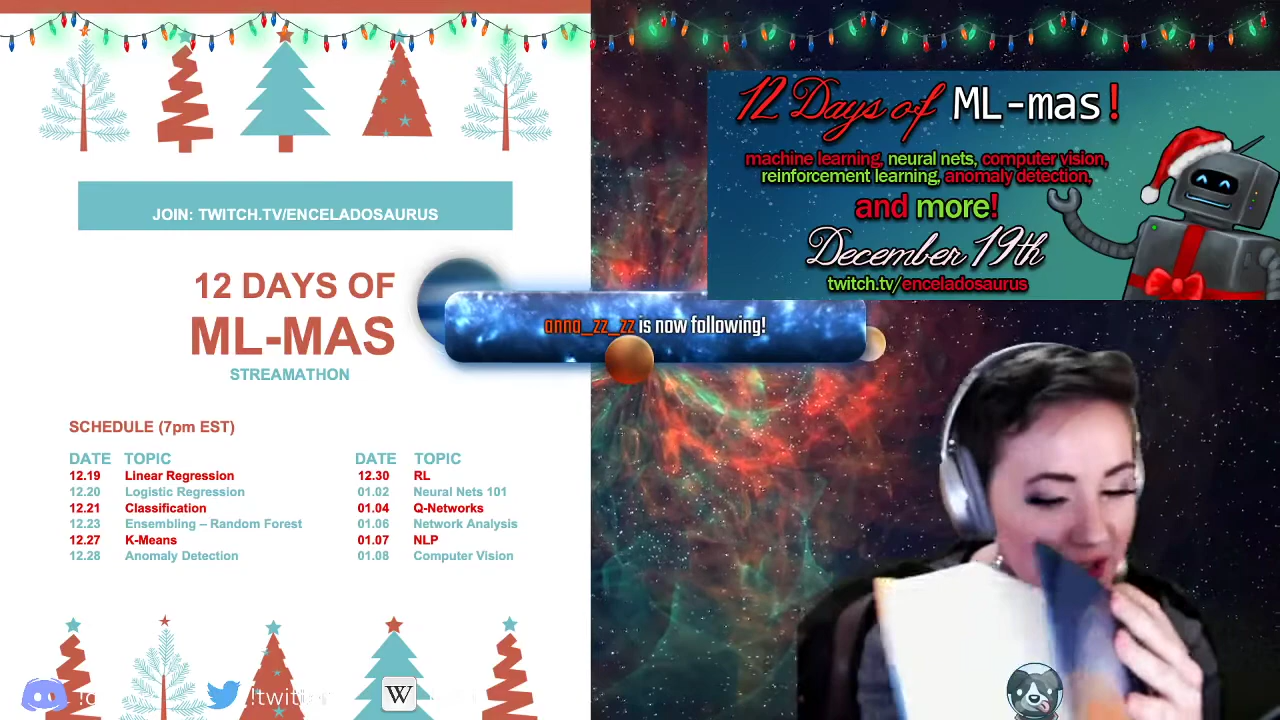 JOIN: TWITCH.TV/ENCELADOSAURUS
12 DAYS OF
ML-MAS
STREAMATHON
SCHEDULE (7pm EST)
DATE TOPIC
12.19 Linear Regression
12.20 Logistic Regression
12.21 Classification
12.23 Ensembling – Random Forest
12.27 K-Means
12.28 Anomaly Detection
DATE TOPIC
12.30 RL
01.02 Neural Nets 101
01.04 Q-Networks
01.06 Network Analysis
01.07 NLP
01.08 Computer Vision
!twitter
W
12 Days of ML-mas!
machine learning, neural nets, computer vision,
reinforcement learning, anomaly detection,
and more!
December 19th
twitch.tv/enceladosaurus
anna_zz_zz is now following!